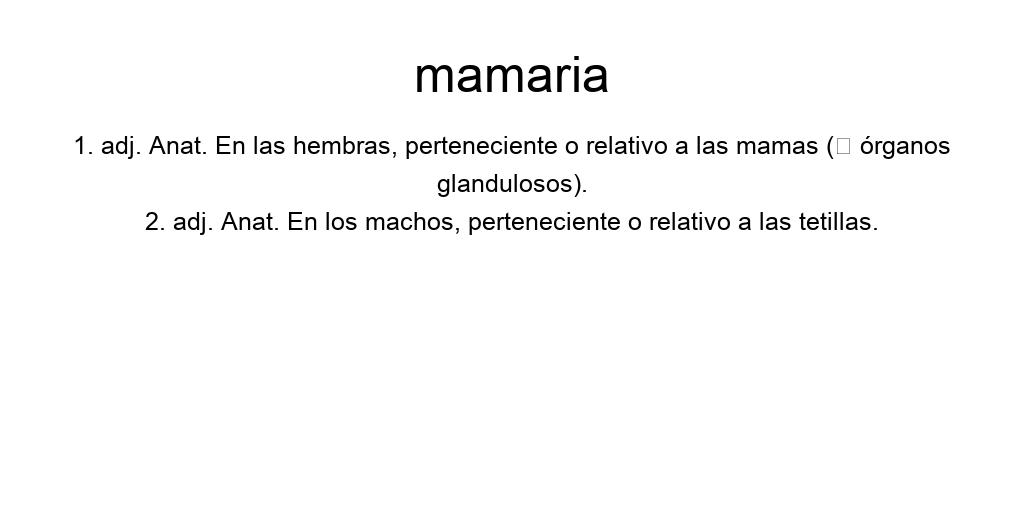 mamaria
1. adj. Anat. En las hembras, perteneciente o relativo a las mamas (□ órganos
glandulosos).
2. adj. Anat. En los machos, perteneciente o relativo a las tetillas.